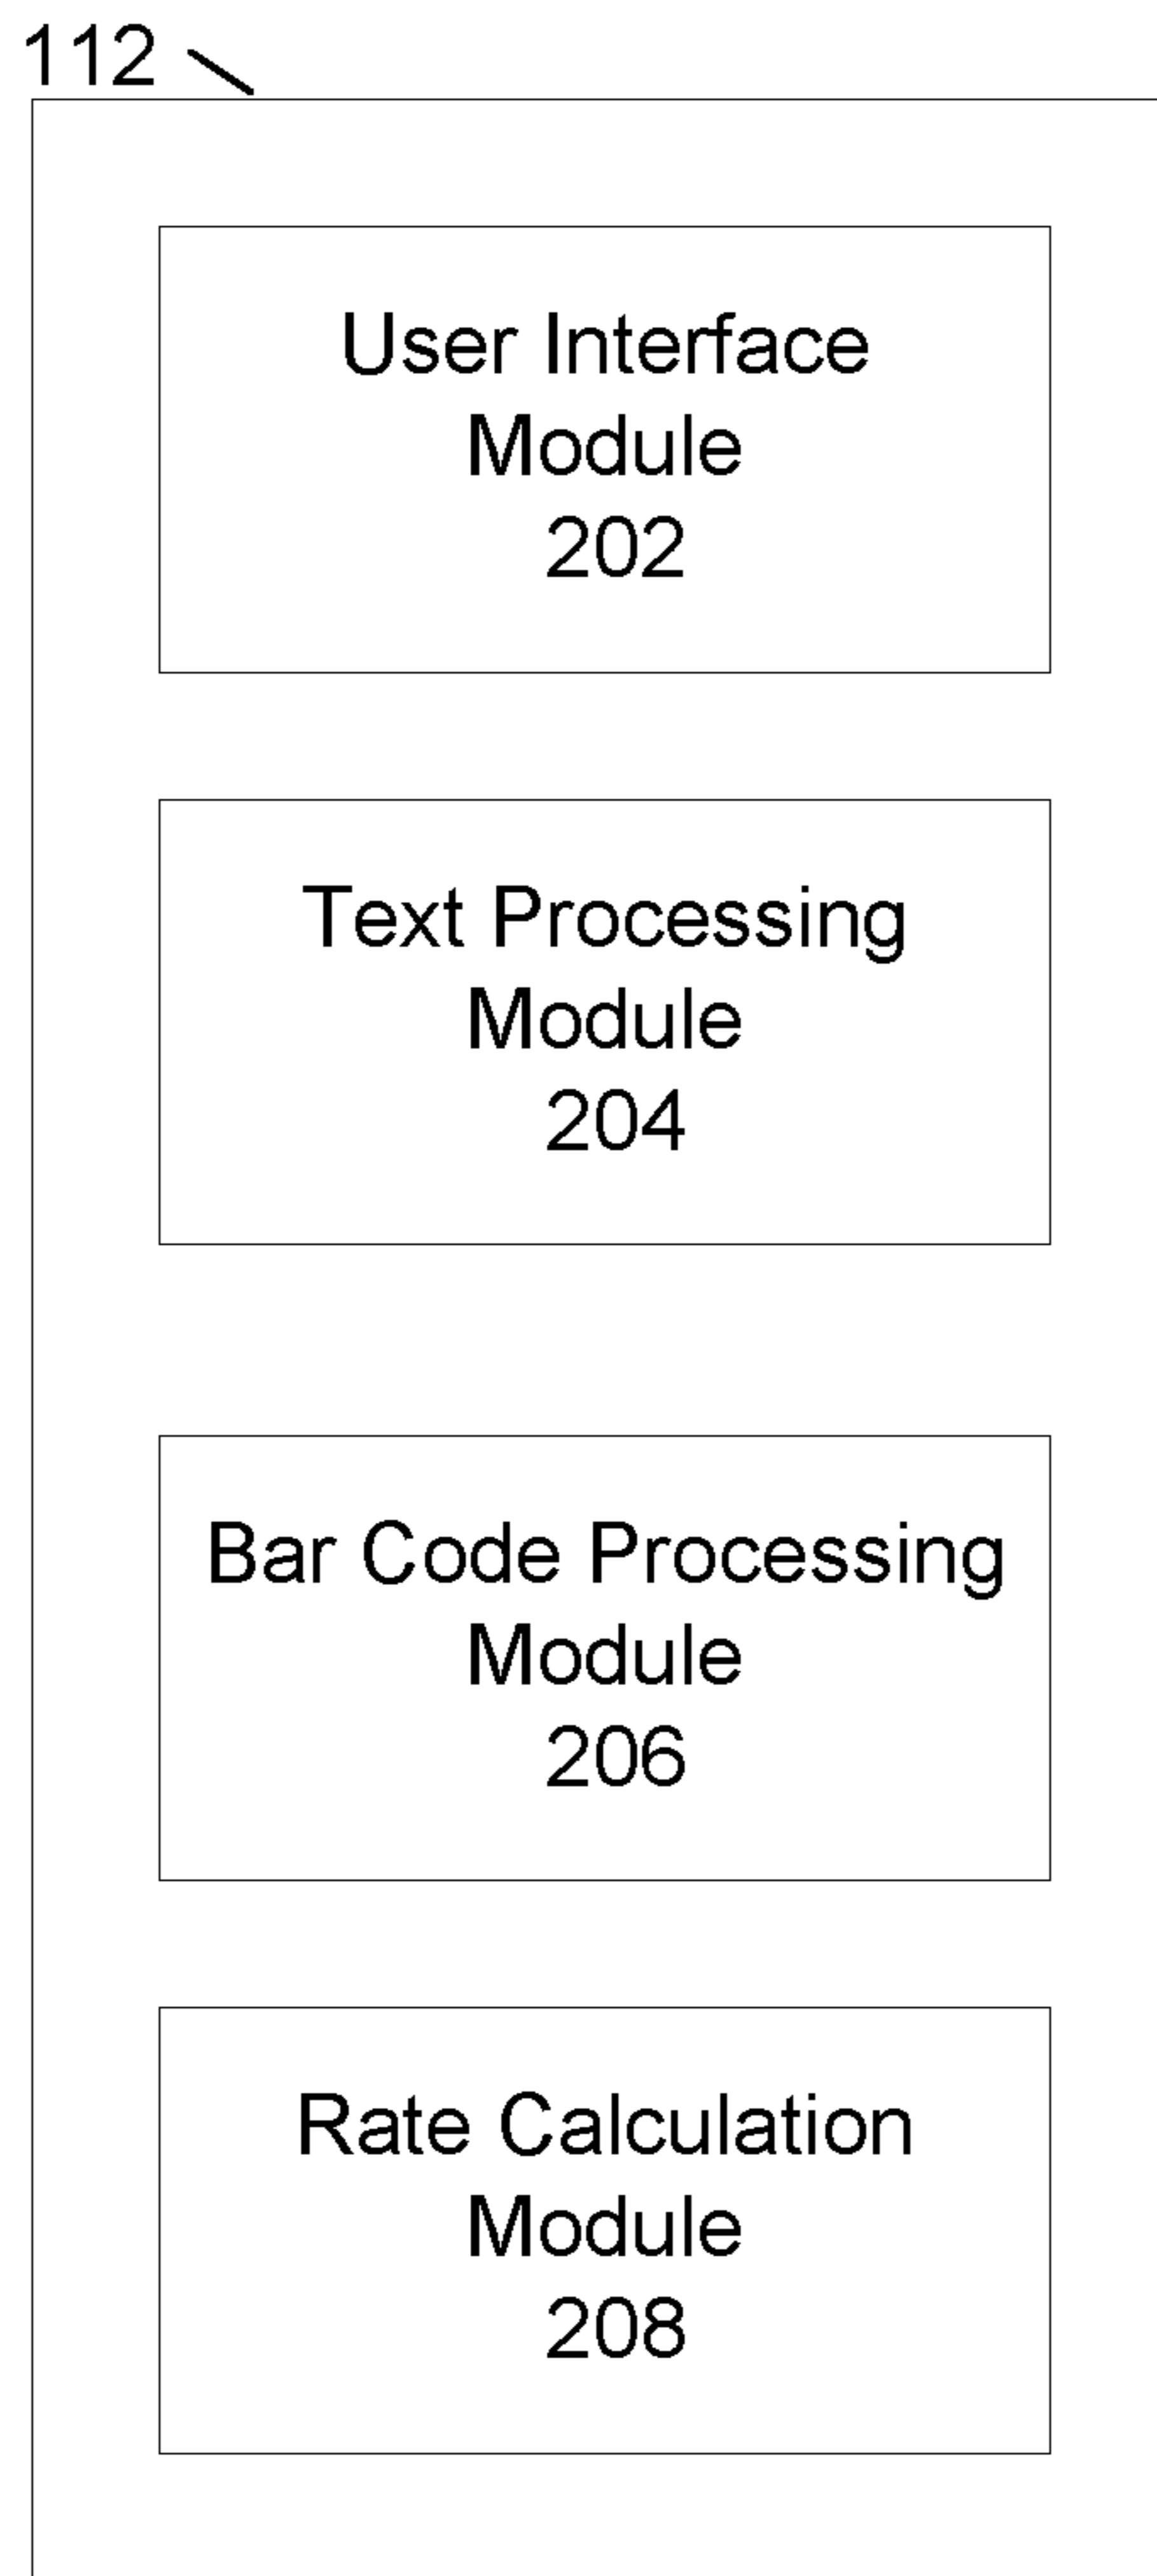 112
User Interface
Module
202
Text Processing
Module
204
Bar Code Processing
Module
206
Rate Calculation
Module
208